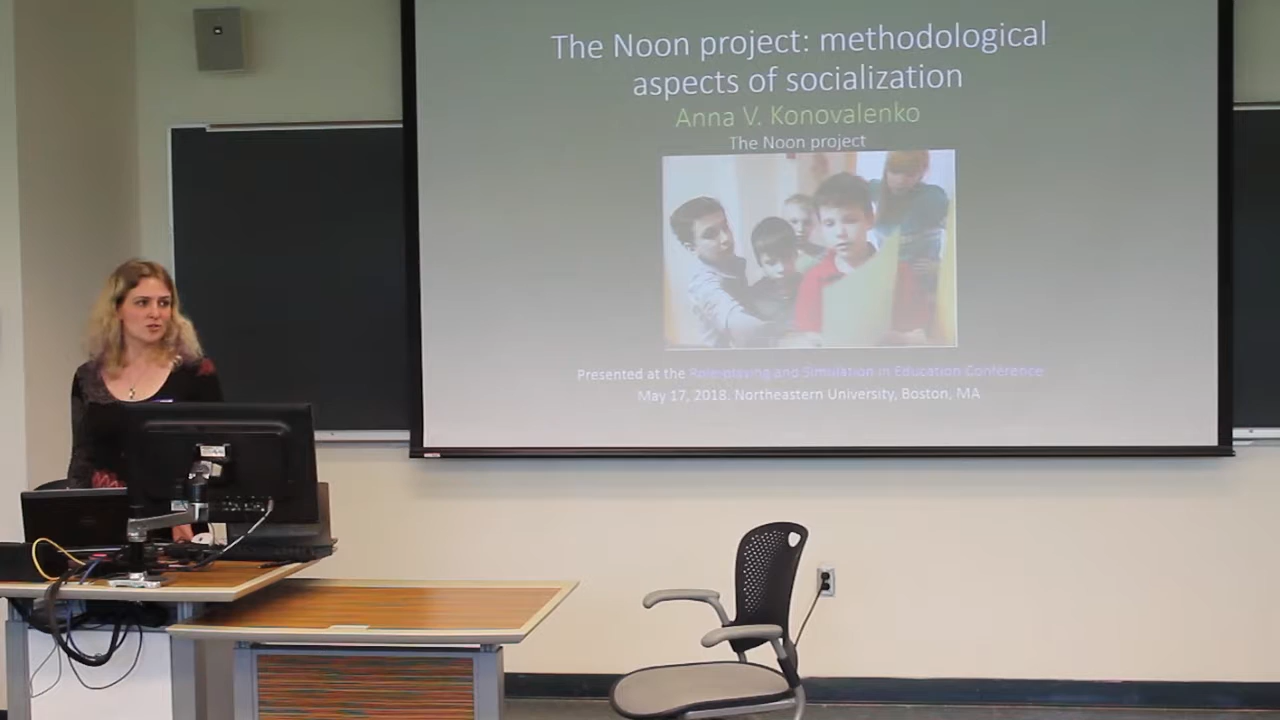 The Noon project: methodological
aspects of socialization
Anna V. Konovalenko
The Noon project
Presented at the Role-playing and Simulation in Education Conference
May 17, 2018. Northeastern University, Boston, MA